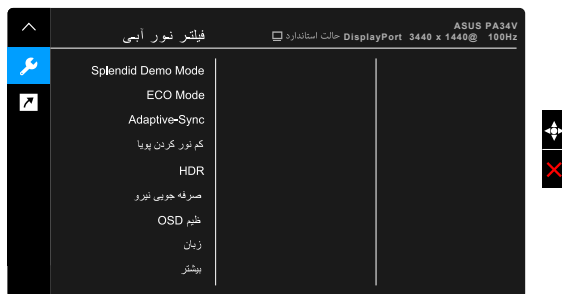 ASUS PA34V
فیلتر نور آبی
حالت استاندارد DisplayPort 3440 x 1440@ 100Hz
Splendid Demo Mode
ECO Mode
Adaptive-Sync
کم نور کردن پویا
HDR
صرفه جویی نیرو
ظیم OSD
زبان
بیشتر